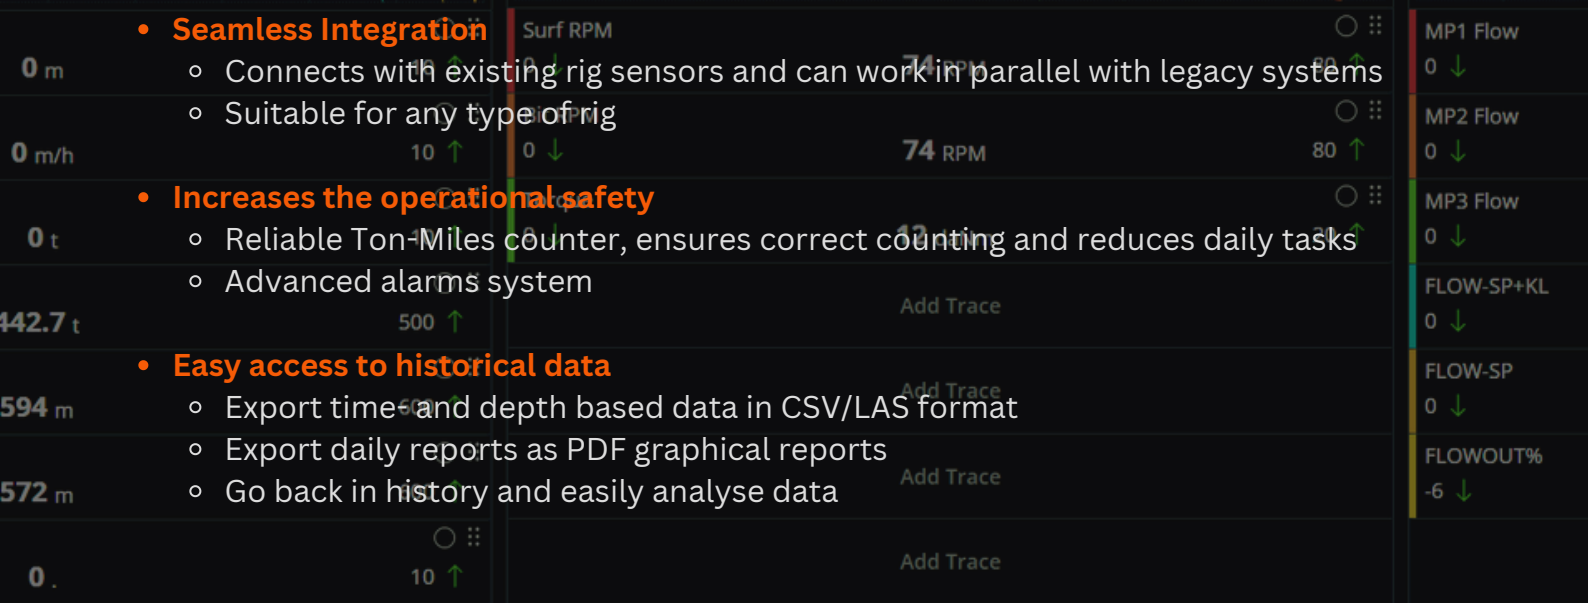 Seamless Integration
Connects with existing rig sensors and can work in parallel with legacy systems
Suitable for any type of rig
Increases the operational safety
Reliable Ton-Miles counter, ensures correct counting and reduces daily tasks
Advanced alarms system
Easy access to historical data
Export time- and depth based data in CSV/LAS format
Export daily reports as PDF graphical reports
Go back in history and easily analyse data
0 m
0 m/h
10
0 t
442.7 t
500
594 m
572 m
0 .
10
Surf RPM
74 RPM
80
0
74 RPM
80
Add Trace
Add Trace
Add Trace
Add Trace
MP1 Flow
0
MP2 Flow
0
MP3 Flow
0
FLOW-SP+KL
0
FLOW-SP
0
FLOWOUT%
-6